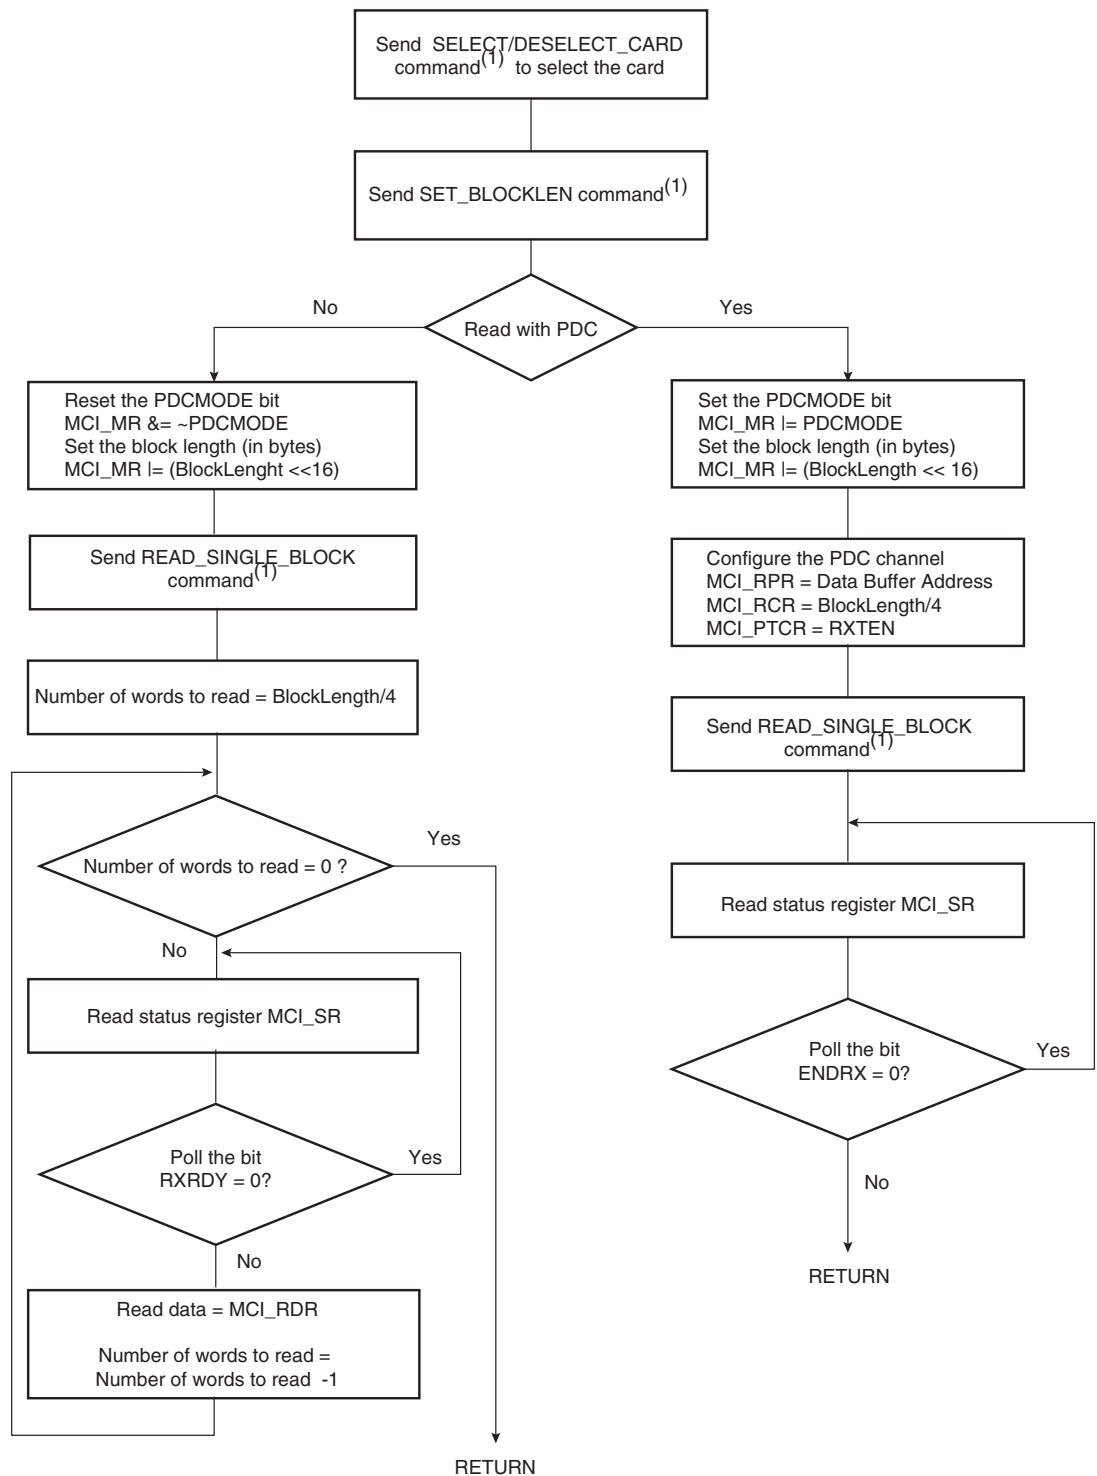 Send SELECT/DESELECT_CARD
command(1) to select the card
Send SET_BLOCKLEN command(1)
No
Yes
Read with PDC
Reset the PDCMODE bit
MCI_MR &= ~PDCMODE
Set the block length (in bytes)
MCI_MR |= (BlockLenght <<16)
Send READ_SINGLE_BLOCK
command(1)
Number of words to read = BlockLength/4
Number of words to read = 0 ?
Yes
No
Read status register MCI_SR
Poll the bit
RXRDY = 0?
Yes
No
Read data = MCI_RDR
Number of words to read =
Number of words to read -1
RETURN
Set the PDCMODE bit
MCI_MR |= PDCMODE
Set the block length (in bytes)
MCI_MR |= (BlockLength << 16)
Configure the PDC channel
MCI_RPR = Data Buffer Address
MCI_RCR = BlockLength/4
MCI_PTCR = RXTEN
Send READ_SINGLE_BLOCK
command(1)
Read status register MCI_SR
Poll the bit
ENDRX = 0?
Yes
No
RETURN